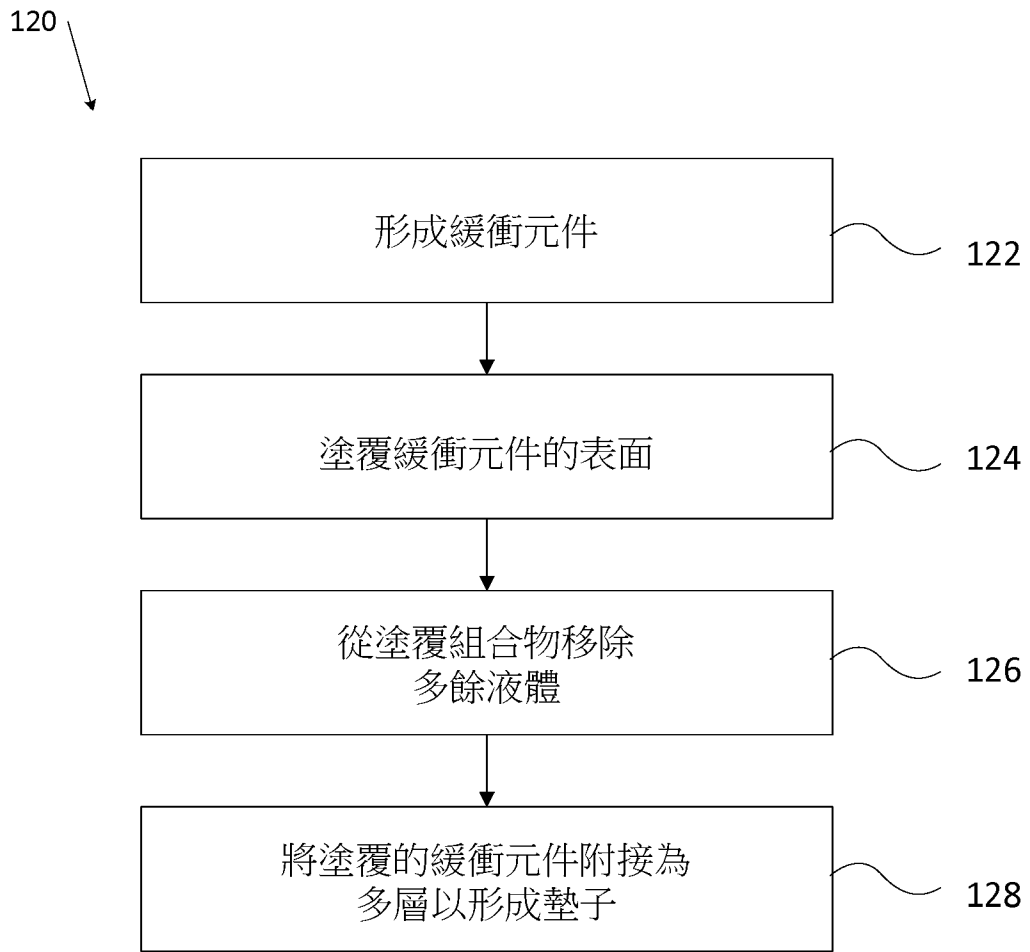 120
形成緩衝元件
122
塗覆緩衝元件的表面
124
從塗覆組合物移除
多餘液體
126
將塗覆的緩衝元件附接為
多層以形成墊子
128